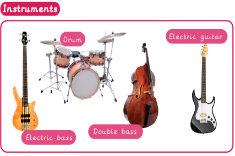 Instruments
Drum
Electric guitar
Electric bass
Double bass